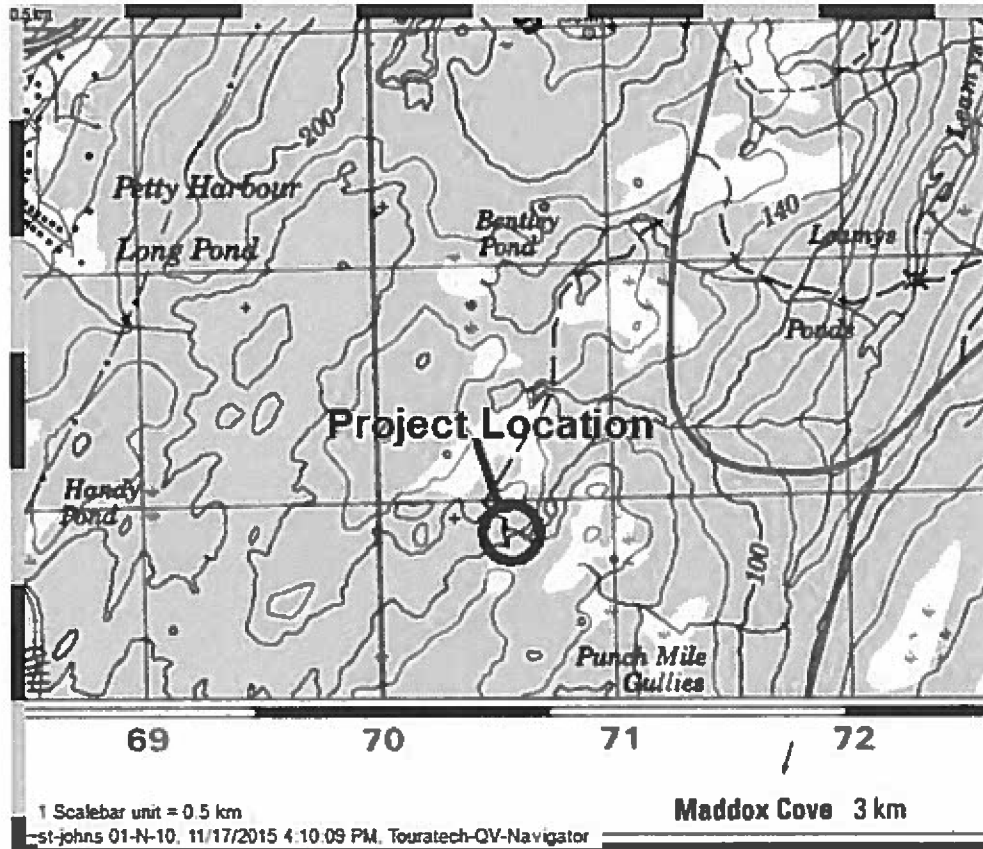 0.5 km
200
Leamys
Petty Harbour
Long Pond
Bentley
Pond
140
Leamys
Ponds
Project Location
Handy
Pond
100
Punch Mile
Gullies
69 70 71 72
1 Scalebar unit = 0.5 km
Maddox Cove 3 km
st-johns 01-N-10, 11/17/2015 4:10:09 PM, Touratech-QV-Navigator